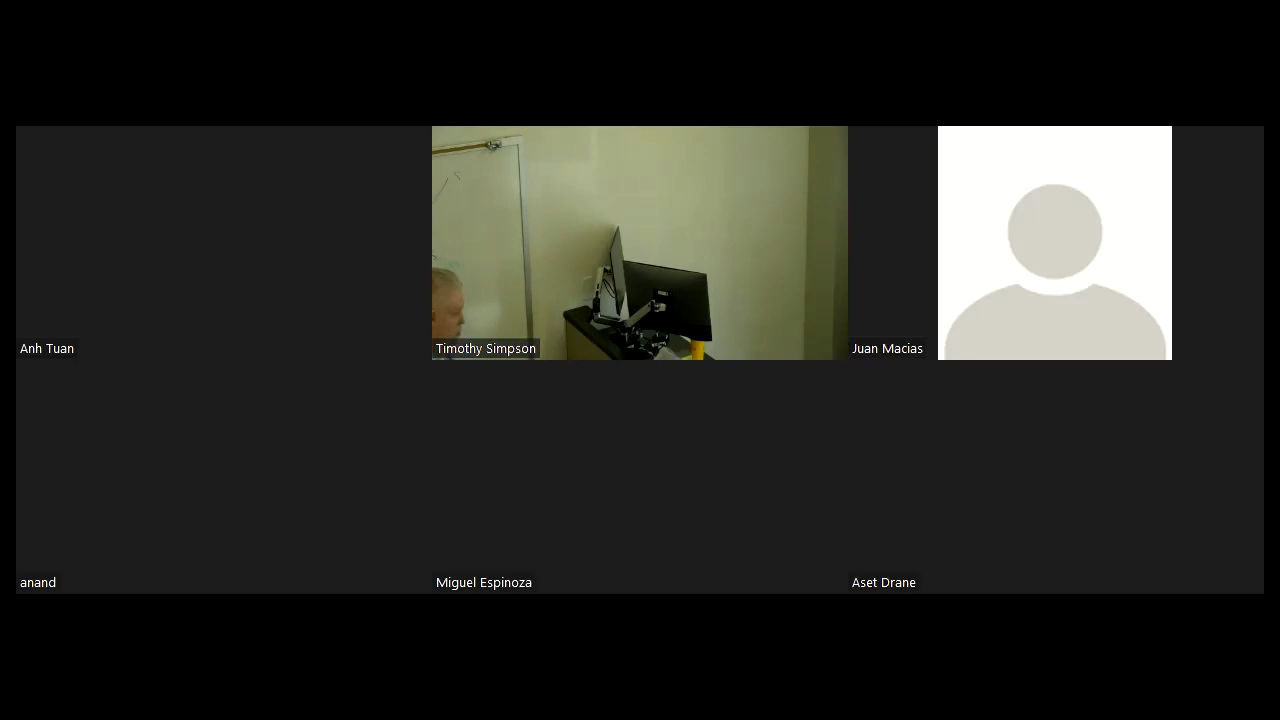 Anh Tuan
Timothy Simpson
Juan Macias
anand
Miguel Espinoza
Aset Drane